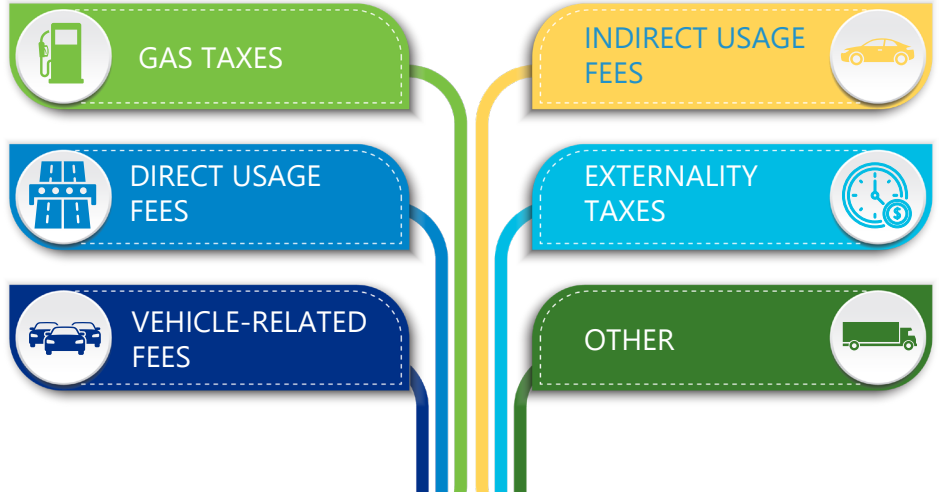 GAS TAXES
DIRECT USAGE
FEES
VEHICLE-RELATED
FEES
INDIRECT USAGE
FEES
EXTERNALITY
TAXES
$
OTHER